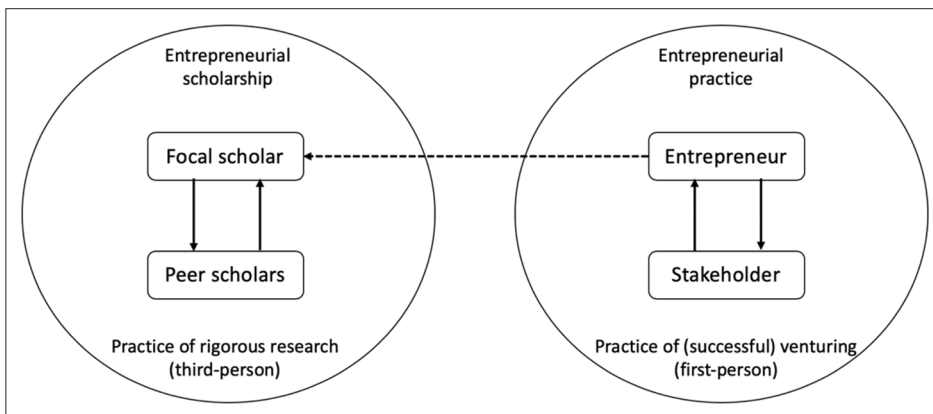 Entrepreneurial
scholarship
Focal scholar
Peer scholars
Practice of rigorous research
(third-person)
Entrepreneurial
practice
Entrepreneur
Stakeholder
Practice of (successful) venturing
(first-person)